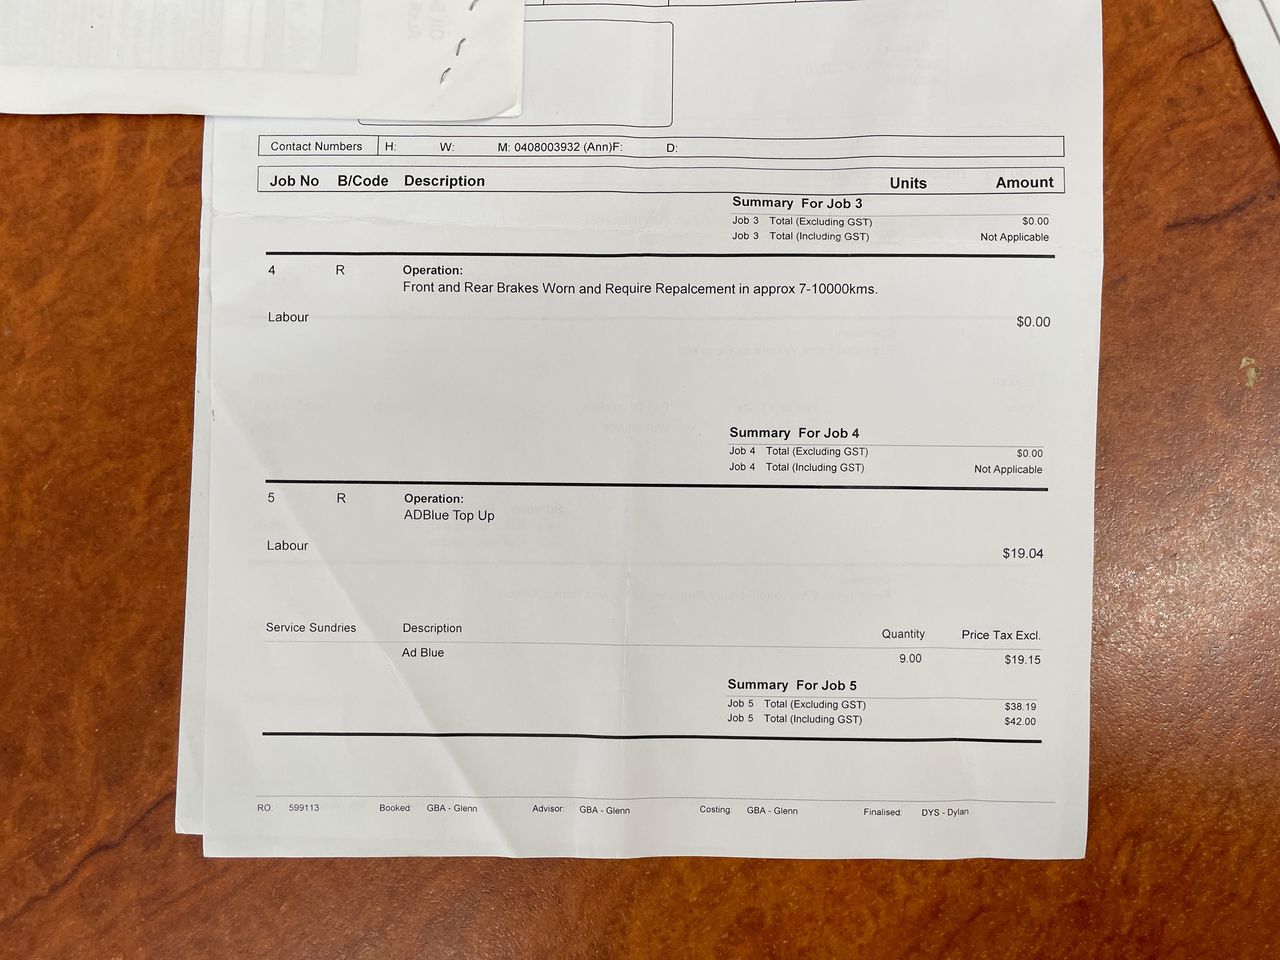 Contact Numbers H: W: M: 0408003932 (Ann)F: D:
Job No B/Code Description Units Amount
Summary For Job 3
Job 3 Total (Excluding GST) $0.00
Job 3 Total (Including GST) Not Applicable
4 R Operation:
Front and Rear Brakes Worn and Require Repalcement in approx 7-10000kms.
Labour $0.00
Summary For Job 4
Job 4 Total (Excluding GST) $0.00
Job 4 Total (Including GST) Not Applicable
5 R Operation:
ADBlue Top Up
Labour $19.04
Service Sundries Description Quantity Price Tax Excl.
Ad Blue 9.00 $19.15
Summary For Job 5
Job 5 Total (Excluding GST) $38.19
Job 5 Total (Including GST) $42.00
RO: 599113 Booked: GBA - Glenn Advisor: GBA - Glenn Costing: GBA - Glenn Finalised: DYS - Dylan